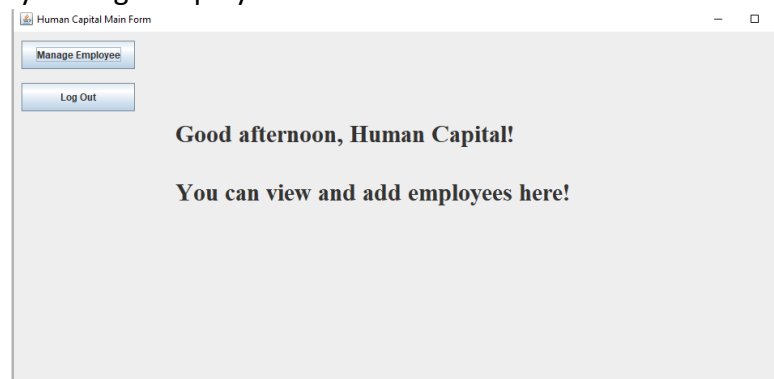 Human Capital Main Form
Manage Employee
Log Out
Good afternoon, Human Capital!
You can view and add employees here!